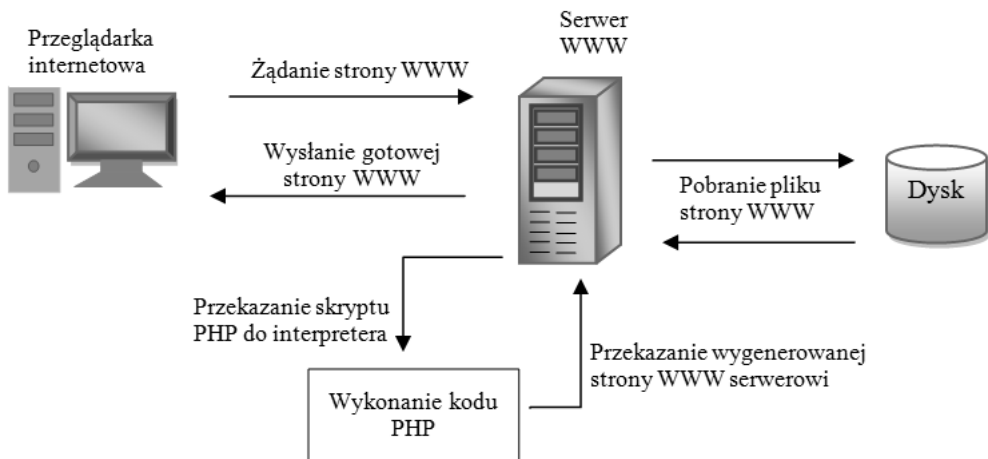 Przeglądarka
internetowa
Żądanie strony WWW
Wysłanie gotowej
strony WWW
Serwer
WWW
Pobranie pliku
strony WWW
Dysk
Przekazanie skryptu
PHP do interpretera
Wykonanie kodu
PHP
Przekazanie wygenerowanej
strony WWW serwerowi